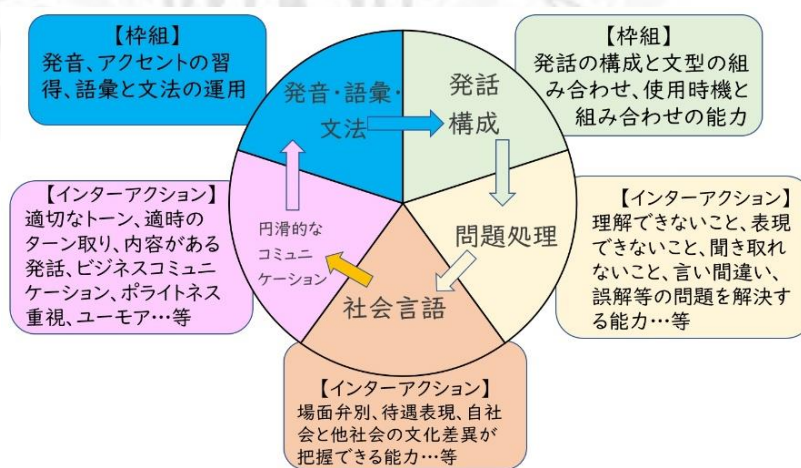 【枠組】
発音、アクセントの習
得、語彙と文法の運用
【枠組】
発話の構成と文型の組
み合わせ、使用時機と
組み合わせの能力
発音・語彙・
文法
発話
構成
【インターアクション】
適切なトーン、適時の
ターン取り、内容がある
発話、ビジネスコミュニ
ケーション、ポライトネス
重視、ユーモア…等
円滑的な
コミュニ
ケーション
問題処理
【インターアクション】
理解できないこと、表現
できないこと、聞き取れ
ないこと、言い間違い、
誤解等の問題を解決す
る能力…等
社会言語
【インターアクション】
場面弁別、待遇表現、自社
会と他社会の文化差異が
把握できる能力…等